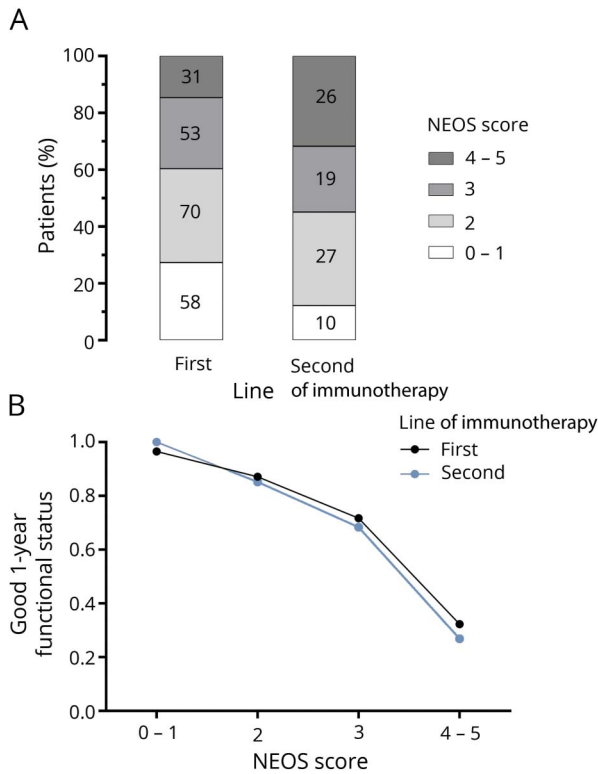 A
Patients (%)
100
80
60
40
20
0
31
53
70
58
26
19
27
10
First
Second
Line of immunotherapy
NEOS score
4 – 5
3
2
0 – 1
B
Line of immunotherapy
First
Second
Good 1-year
functional status
1.0
0.8
0.6
0.4
0.2
0.0
0 – 1
2
3
4 – 5
NEOS score